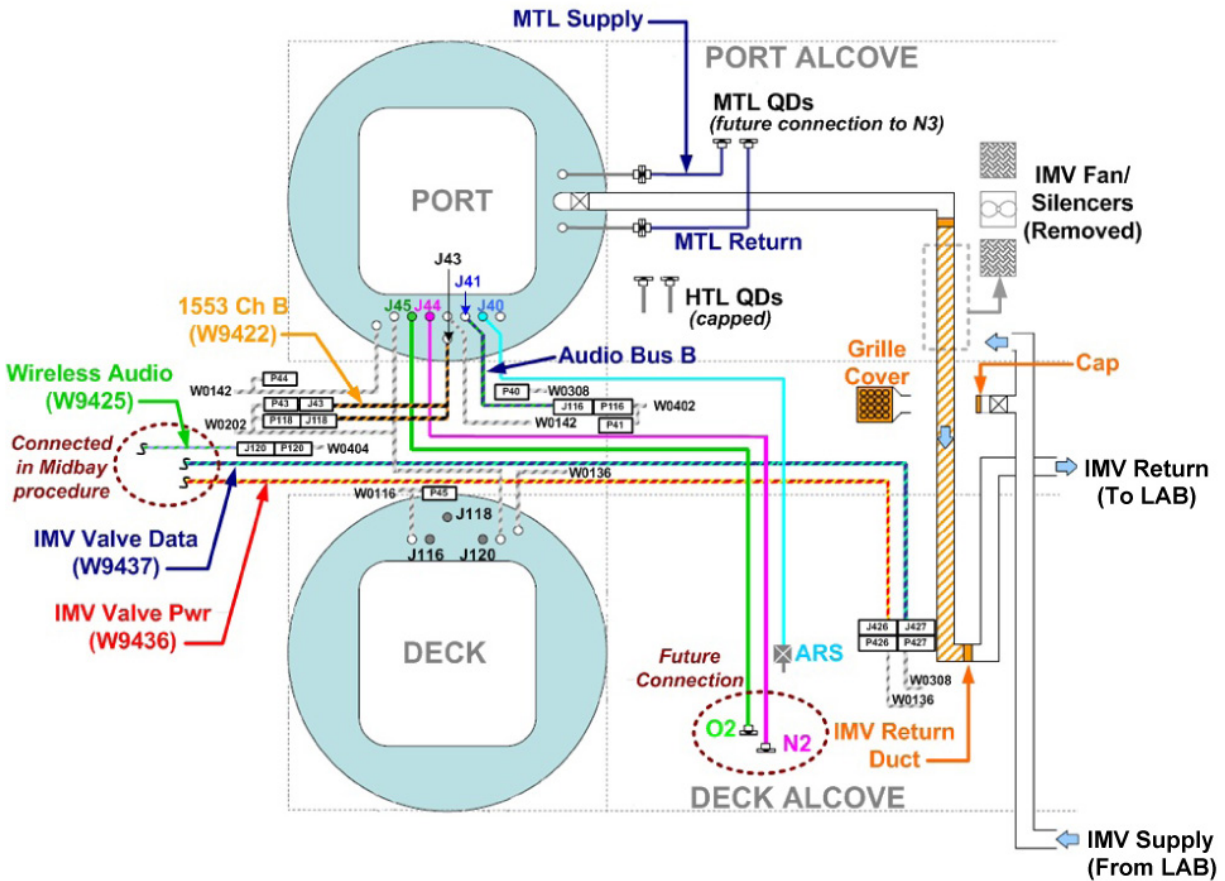 MTL Supply
PORT ALCOVE
MTL QDs
(future connection to N3)
IMV Fan/
Silencers
(Removed)
PORT
MTL Return
J43
J41
J45
J44
J40
HTL QDs
(capped)
1553 Ch B
(W9422)
Audio Bus B
Grille
Cover
Cap
Wireless Audio
(W9425)
P44
W0142
P40
W0308
P43
J43
J116
P116
W0402
P118
J118
W0202
W0142
P41
Connected
in Midbay
procedure
J120
P120
W0404
W0136
IMV Return
(To LAB)
W0116
P45
J118
J116
J120
IMV Valve Data
(W9437)
IMV Valve Pwr
(W9436)
J426
J427
P426
P427
DECK
ARS
Future
Connection
W0308
W0136
O2
N2
IMV Return
Duct
DECK ALCOVE
IMV Supply
(From LAB)